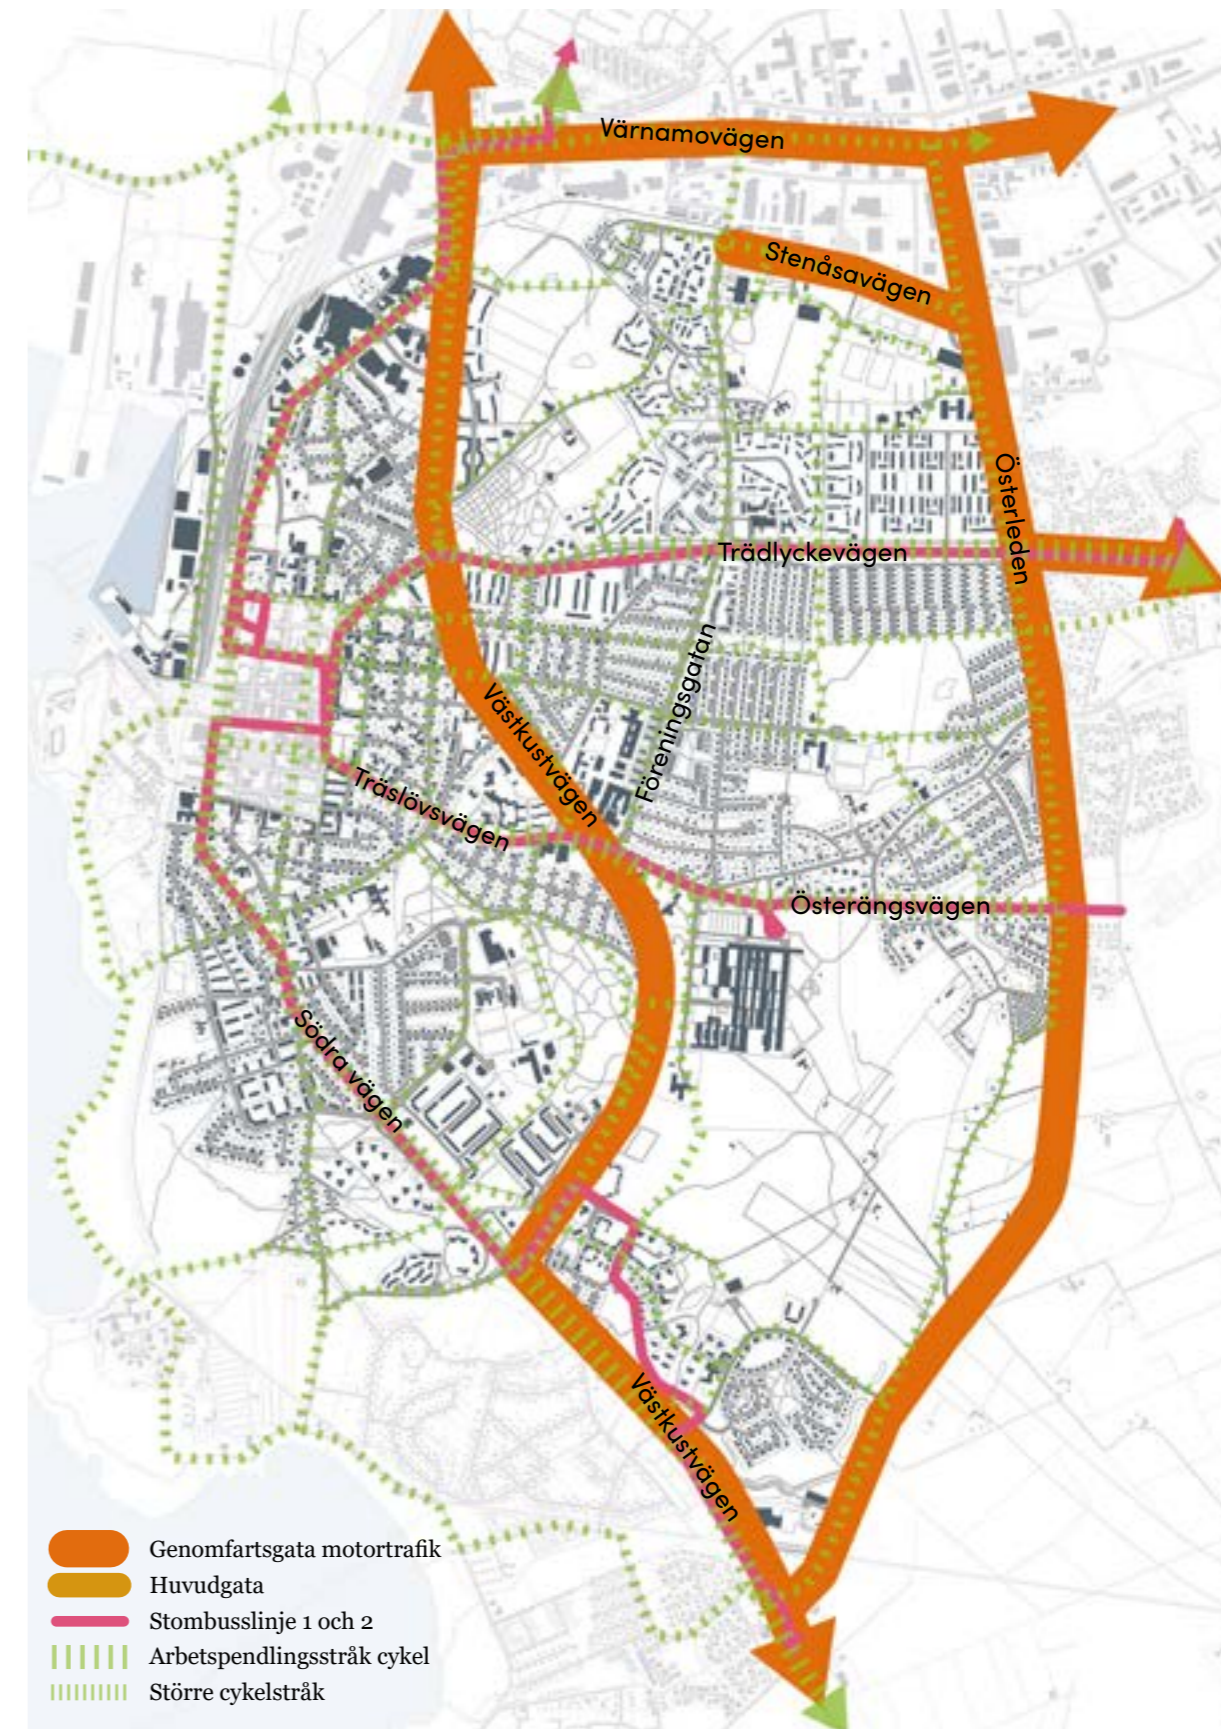 Värnamovägen
Stenåsavägen
Österleden
Trädlyckevägen
Föreningsgatan
Västkustvägen
Träslövsvägen
Österängsvägen
Södra vägen
Västkustvägen
Genomfartsgata motortrafik
Huvudgata
Stombusslinje 1 och 2
Arbetspendlingsstråk cykel
Större cykelstråk